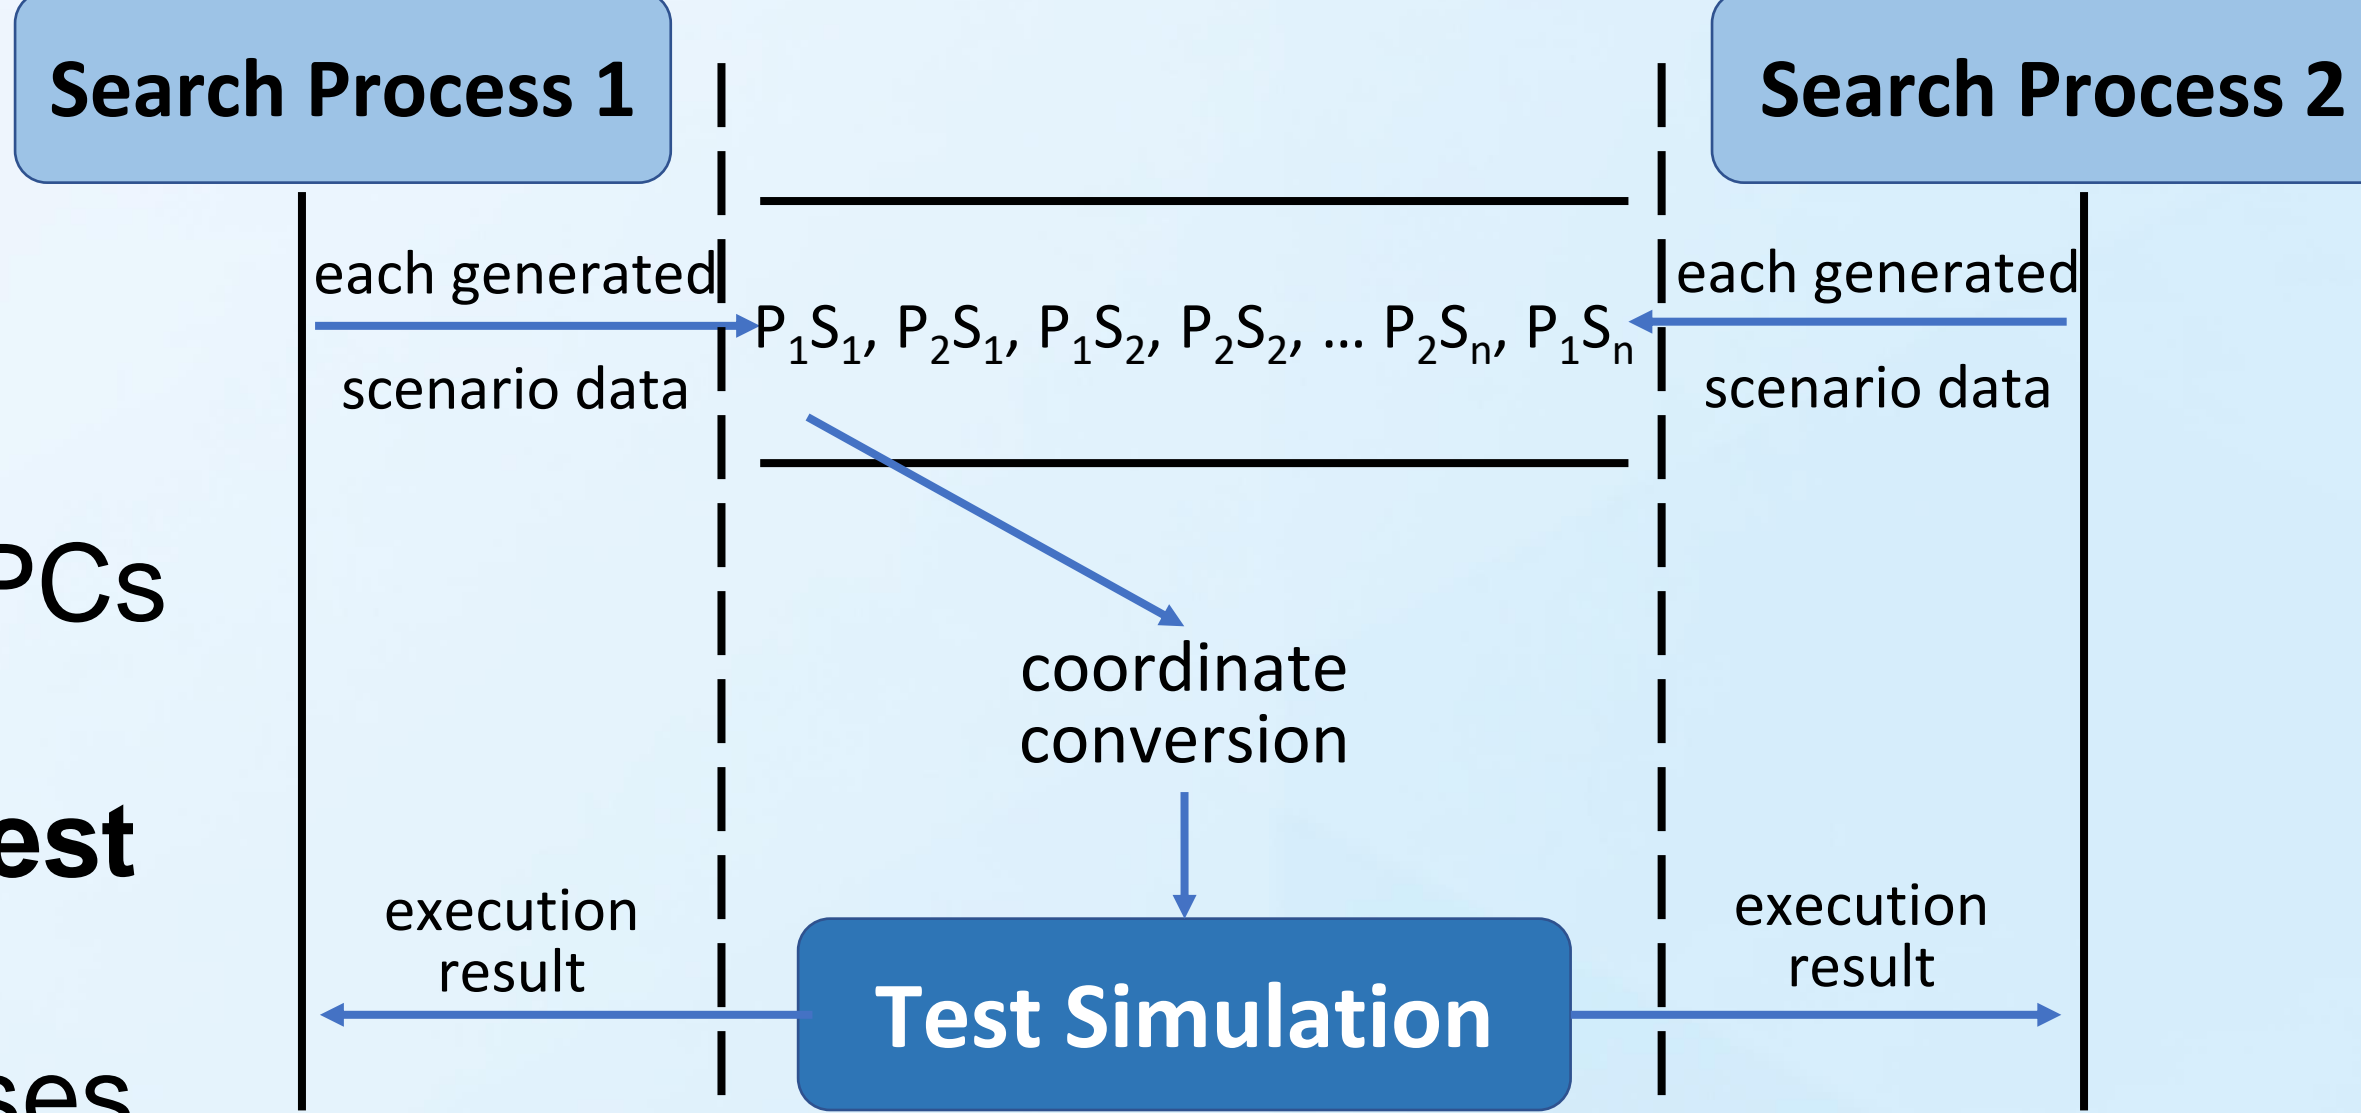 Search Process 1
Search Process 2
each generated
scenario data
P₁S₁, P₂S₁, P₁S₂, P₂S₂, ... P₂Sₙ, P₁Sₙ
each generated
scenario data
PCs
coordinate
conversion
est
execution
result
Test Simulation
execution
result
ses